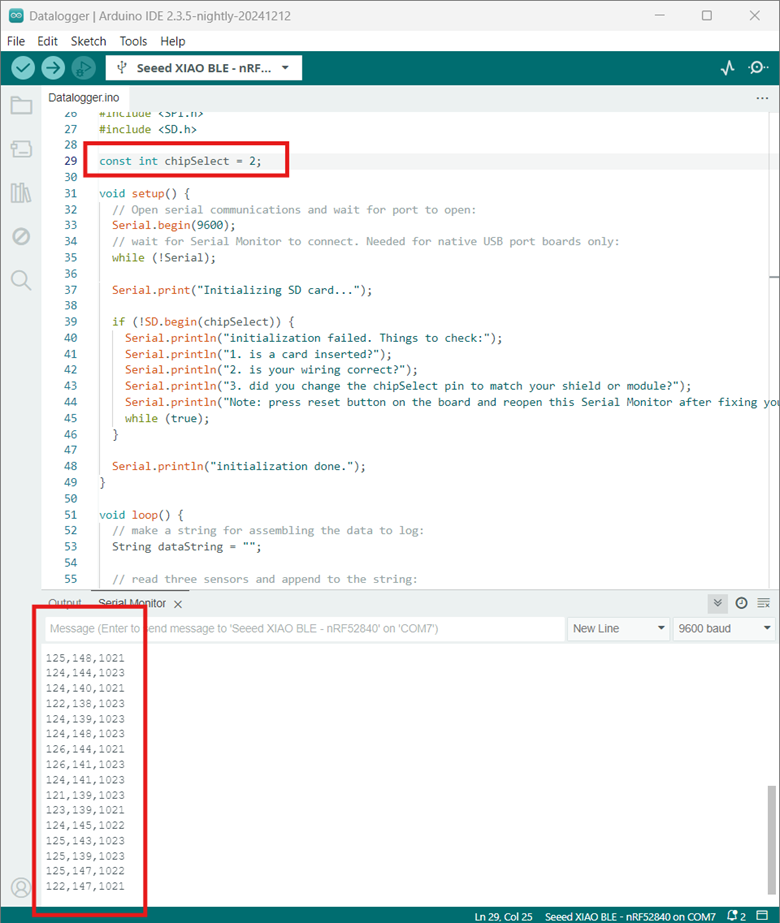 Datalogger | Arduino IDE 2.3.5-nightly-20241212
File Edit Sketch Tools Help
Seeed XIAO BLE - nRF...
Datalogger.ino
26 #include <SPI.h>
27 #include <SD.h>
28
29 const int chipSelect = 2;
30
31 void setup() {
32 // Open serial communications and wait for port to open:
33 Serial.begin(9600);
34 // wait for Serial Monitor to connect. Needed for native USB port boards only:
35 while (!Serial);
36
37 Serial.print("Initializing SD card...");
38
39 if (!SD.begin(chipSelect)) {
40 Serial.println("initialization failed. Things to check:");
41 Serial.println("1. is a card inserted?");
42 Serial.println("2. is your wiring correct?");
43 Serial.println("3. did you change the chipSelect pin to match your shield or module?");
44 Serial.println("Note: press reset button on the board and reopen this Serial Monitor after fixing you
45 while (true);
46 }
47
48 Serial.println("initialization done.");
49 }
50
51 void loop() {
52 // make a string for assembling the data to log:
53 String dataString = "";
54
55 // read three sensors and append to the string:
Output Serial Monitor
Message (Enter to send message to 'Seeed XIAO BLE - nRF52840' on 'COM7')
New Line
9600 baud
125,148,1021
124,144,1023
124,140,1021
122,138,1023
124,139,1023
124,148,1023
126,144,1021
126,141,1023
124,141,1023
121,139,1023
123,139,1021
124,145,1022
125,143,1023
125,139,1023
125,147,1022
122,147,1021
Ln 29, Col 25 Seeed XIAO BLE - nRF52840 on COM7 2